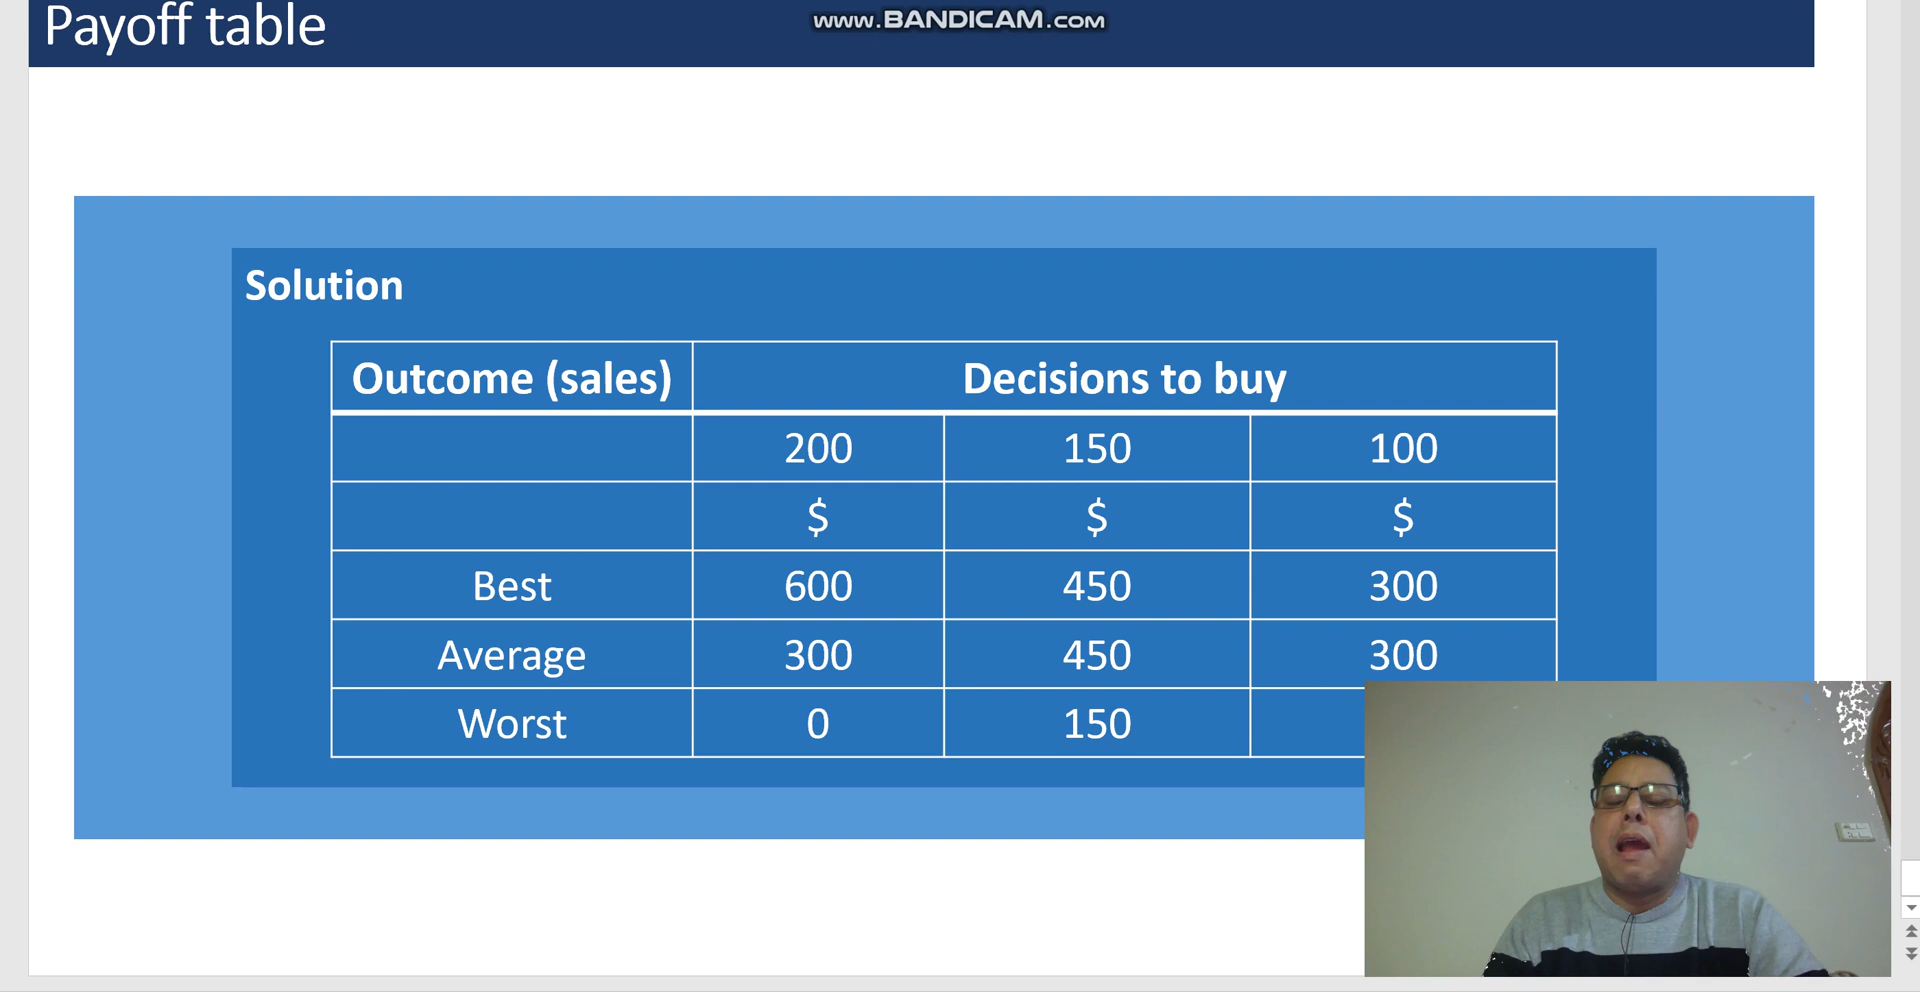 Payoff table
www.BANDICAM.com
Solution
Outcome (sales) Decisions to buy
200 150 100
$ $ $
Best 600 450 300
Average 300 450 300
Worst 0 150